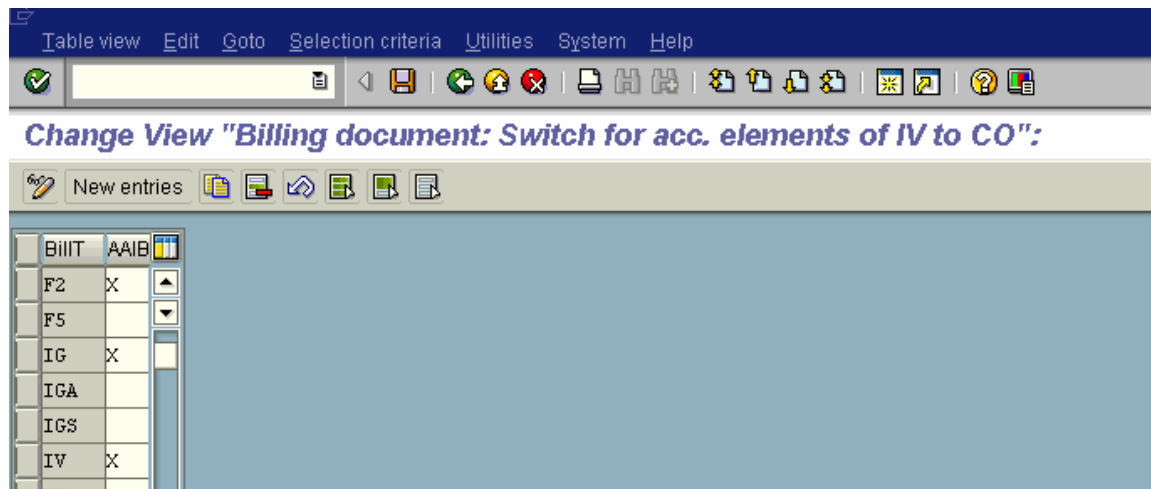 Table view Edit Goto Selection criteria Utilities System Help
Change View "Billing document: Switch for acc. elements of IV to CO":
New entries
BillT AAIB
F2 X
F5
IG X
IGA
IGS
IV X